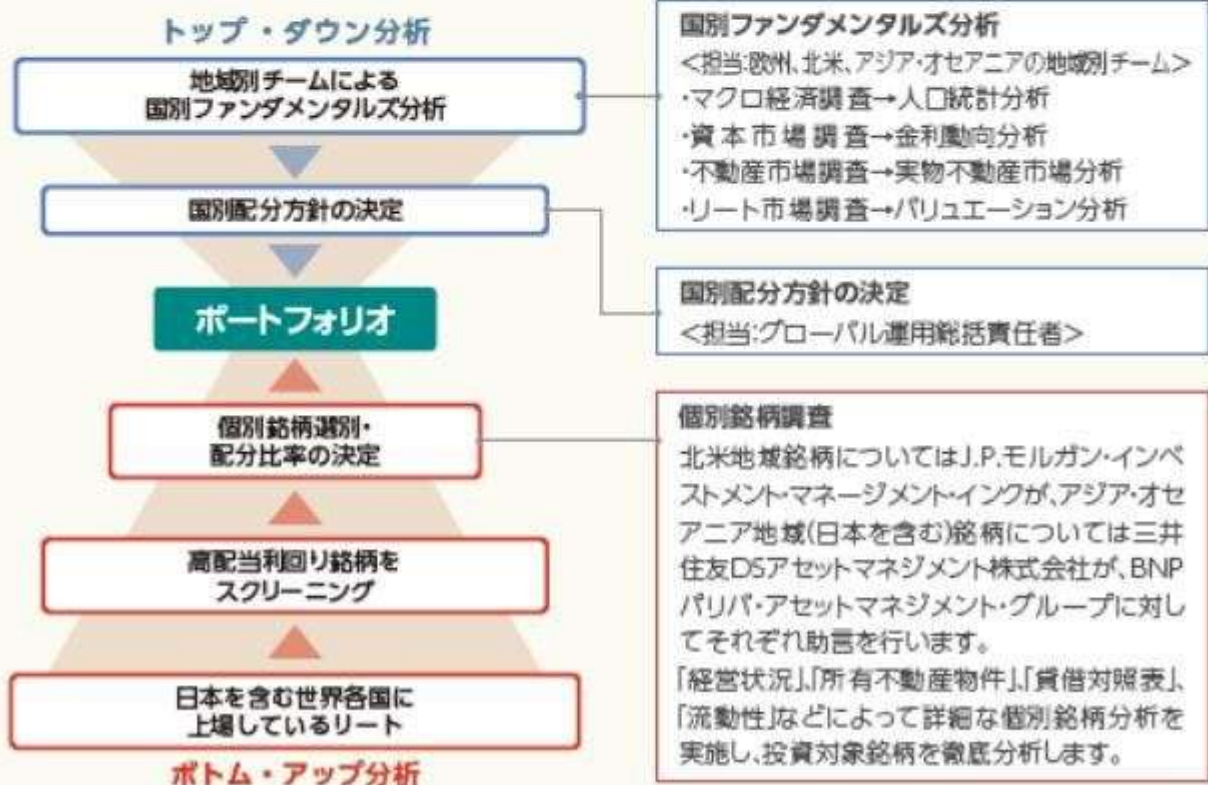 トップ・ダウン分析
地域別チームによる
国別ファンダメンタルズ分析
国別配分方針の決定
ポートフォリオ
個別銘柄選別・
配分比率の決定
高配当利回り銘柄を
スクリーニング
日本を含む世界各国に
上場しているリート
ボトム・アップ分析
国別ファンダメンタルズ分析
<担当:欧州、北米、アジア・オセアニアの地域別チーム>
・マクロ経済調査→人口統計分析
・資本市場調査→金利動向分析
・不動産市場調査→実物不動産市場分析
・リート市場調査→バリュエーション分析
国別配分方針の決定
<担当:グローバル運用総括責任者>
個別銘柄調査
北米地域銘柄についてはJ.P.モルガン・インベ
ストメント・マネージメント・インクが、アジア・オセ
アニア地域(日本を含む)銘柄については三井
住友DSアセットマネジメント株式会社が、BNP
パリバ・アセットマネジメント・グループに対し
てそれぞれ助言を行います。
「経営状況」、「所有不動産物件」、「貸借対照表」、
「流動性」などによって詳細な個別銘柄分析を
実施し、投資対象銘柄を徹底分析します。